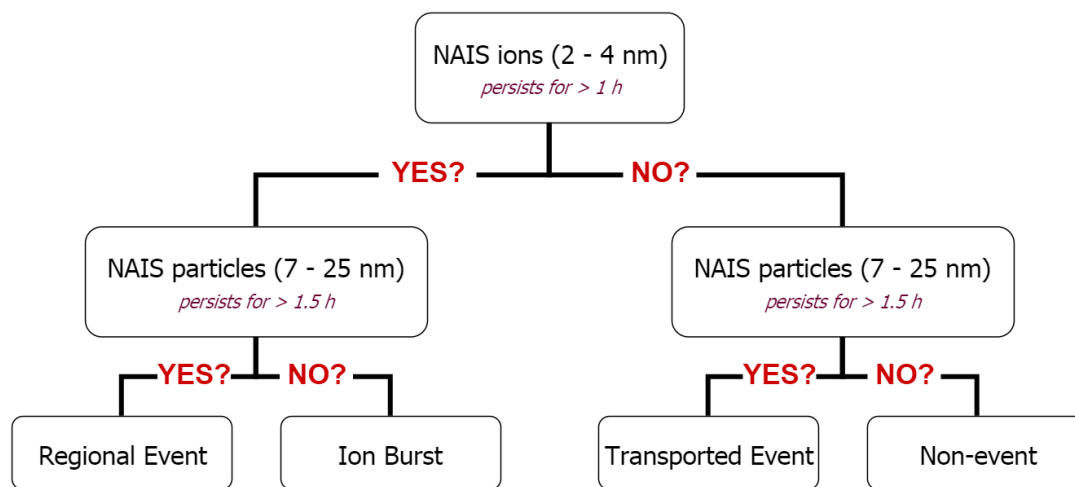 NAIS ions (2 - 4 nm)
persists for > 1 h
YES?
NO?
NAIS particles (7 - 25 nm)
persists for > 1.5 h
NAIS particles (7 - 25 nm)
persists for > 1.5 h
YES?
NO?
YES?
NO?
Regional Event
Ion Burst
Transported Event
Non-event